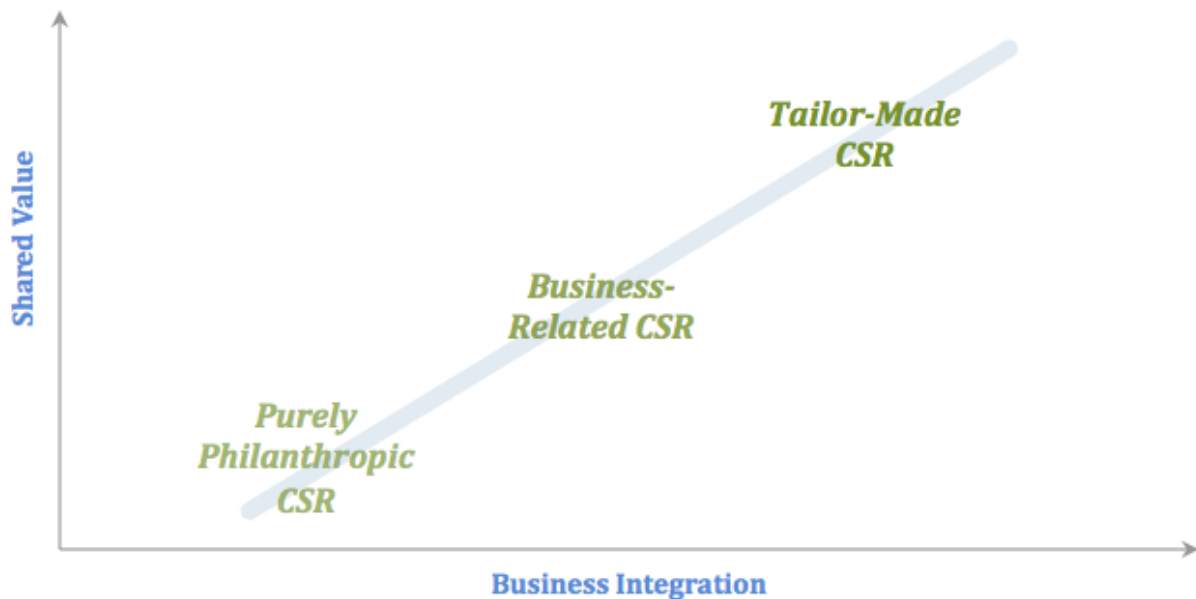 Tailor-Made
CSR
Shared Value
Business-
Related CSR
Purely
Philanthropic
CSR
Business Integration